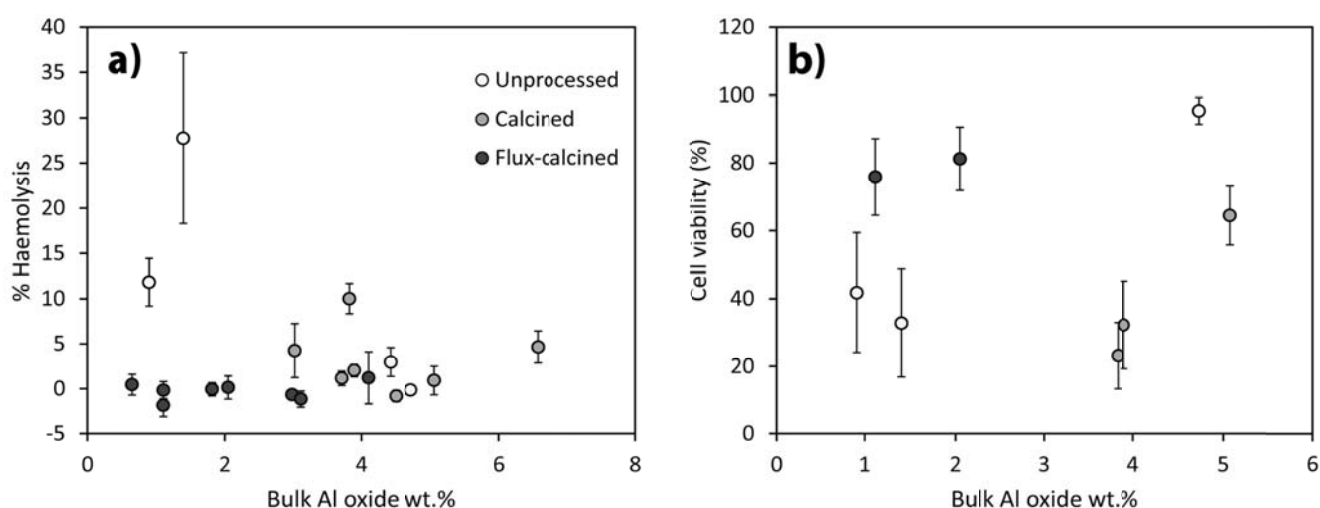 a)
% Haemolysis
40
35
30
25
20
15
10
5
0
-5
0 2 4 6 8
Bulk Al oxide wt.%
Unprocessed
Calcined
Flux-calcined
b)
Cell viability (%)
120
100
80
60
40
20
0
0 1 2 3 4 5 6
Bulk Al oxide wt.%